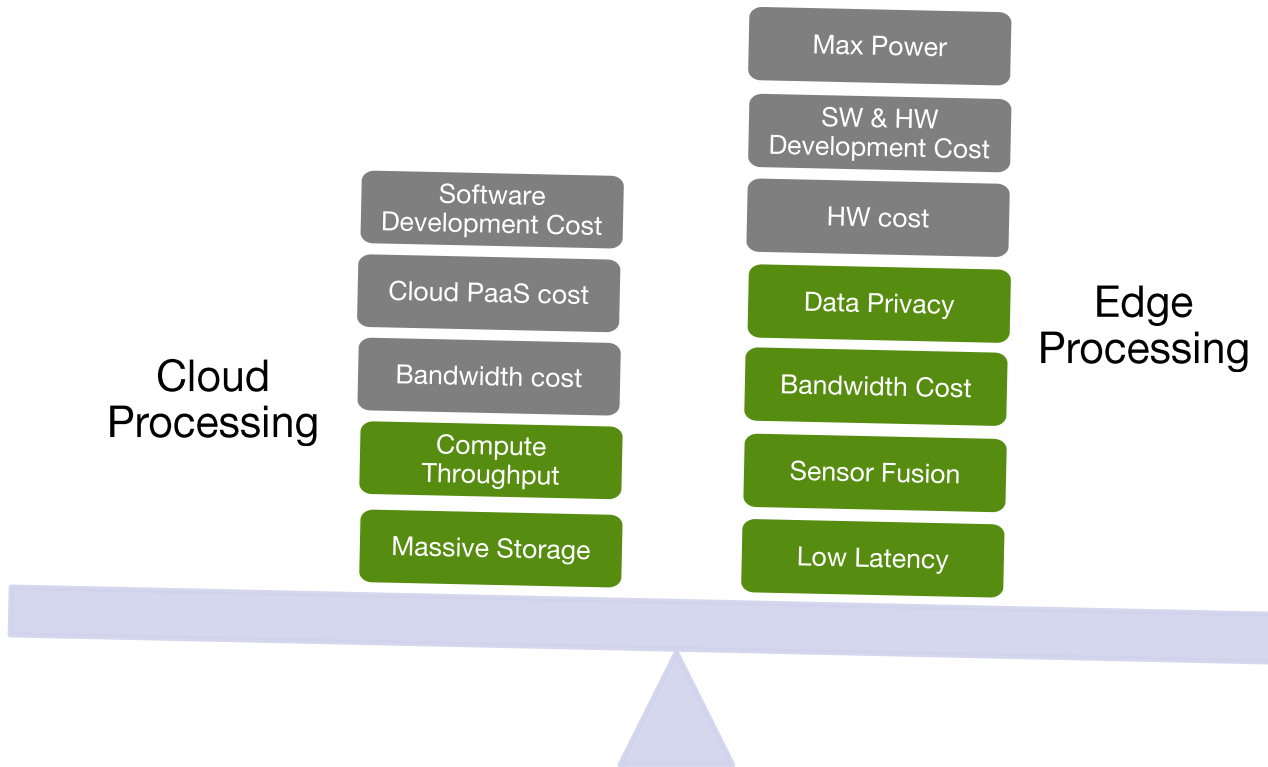 Cloud
Processing
Software
Development Cost
Cloud PaaS cost
Bandwidth cost
Compute
Throughput
Massive Storage
Max Power
SW & HW
Development Cost
HW cost
Data Privacy
Bandwidth Cost
Sensor Fusion
Low Latency
Edge
Processing